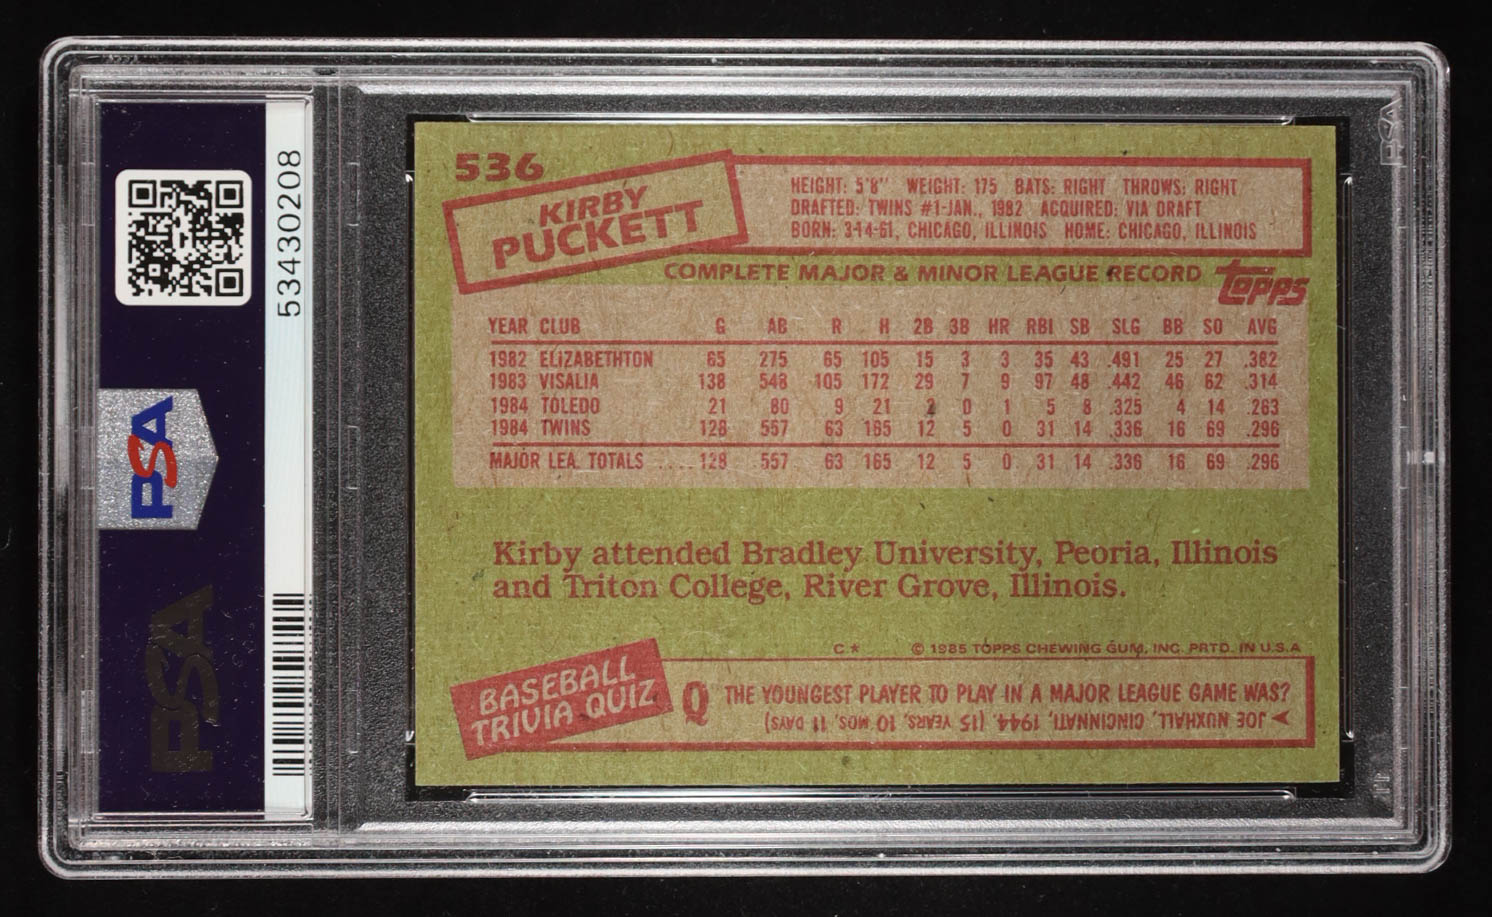 536
KIRBY
PUCKETT
HEIGHT: 5'8" WEIGHT: 175 BATS: RIGHT THROWS: RIGHT
DRAFTED: TWINS #1-JAN., 1982 ACQUIRED: VIA DRAFT
BORN: 3-14-61, CHICAGO, ILLINOIS HOME: CHICAGO, ILLINOIS
COMPLETE MAJOR & MINOR LEAGUE RECORD
Topps
YEAR CLUB G AB R H 2B 3B HR RBI SB SLG BB SO AVG
1982 ELIZABETHTON 65 275 65 105 15 3 3 35 43 .491 25 27 .382
1983 VISALIA 138 548 105 172 29 7 9 97 48 .442 46 62 .314
1984 TOLEDO 21 80 9 21 2 0 1 5 8 .325 4 14 .263
1984 TWINS 128 557 63 165 12 5 0 31 14 .336 16 69 .296
MAJOR LEA. TOTALS .... 128 557 63 165 12 5 0 31 14 .336 16 69 .296
Kirby attended Bradley University, Peoria, Illinois
and Triton College, River Grove, Illinois.
C* © 1985 TOPPS CHEWING GUM, INC. PRTD. IN U.S.A
BASEBALL
TRIVIA QUIZ
Q THE YOUNGEST PLAYER TO PLAY IN A MAJOR LEAGUE GAME WAS?
JOE NUXHALL, CINCINNATI, 1944 (15 YEARS, 10 MOS, 11 DAYS)
53430208
PSA
PSA
PSA